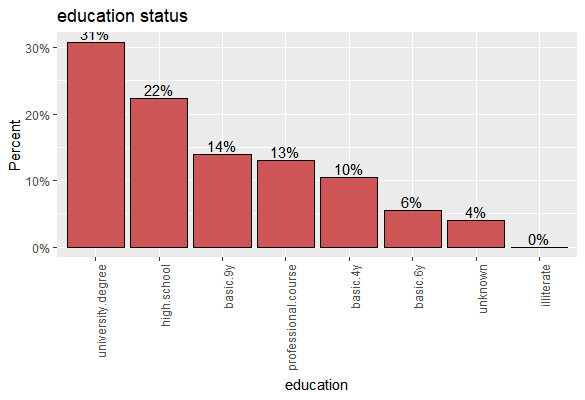 education status
31%
22%
14%
13%
10%
6%
4%
0%
30%
20%
10%
0%
Percent
university.degree
high.school
basic.9y
professional.course
basic.4y
basic.6y
unknown
illiterate
education